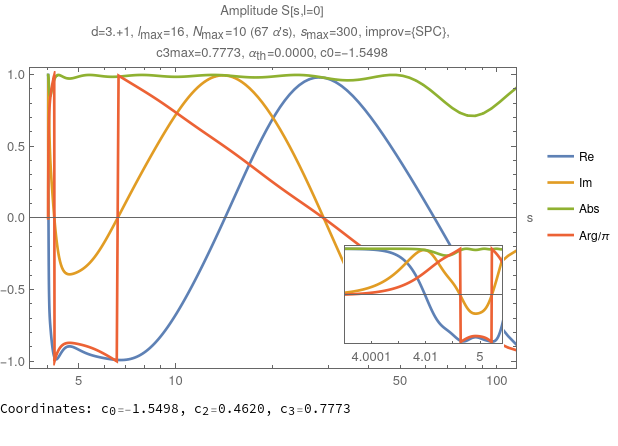 Amplitude S[s,l=0]
d=3.+1, lmax=16, Nmax=10 (67 α's), smax=300, improv={SPC},
c3max=0.7773, αth=0.0000, c0=-1.5498
1.0
0.5
0.0
-0.5
-1.0
5
10
50
100
s
4.0001
4.01
5
Re
Im
Abs
Arg/π
Coordinates: c0=-1.5498, c2=0.4620, c3=0.7773